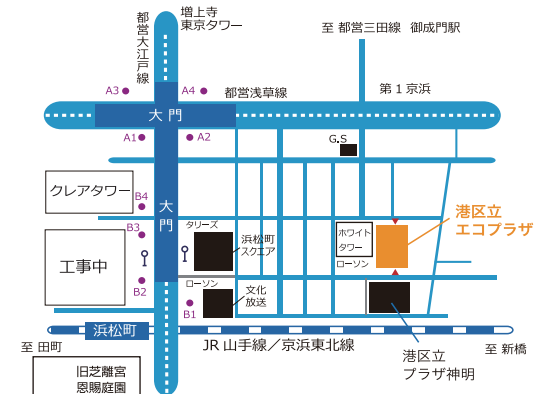 都営大江戸線
増上寺
東京タワー
至 都営三田線 御成門駅
A3
A4
都営浅草線
第1京浜
大門
A1
A2
G.S
クレアタワー
B4
大門
B3
タリーズ
浜松町
スクエア
ホワイト
タワー
ローソン
港区立
エコプラザ
工事中
B2
ローソン
文化
放送
B1
浜松町
至 田町
JR 山手線／京浜東北線
港区立
プラザ神明
至 新橋
旧芝離宮
恩賜庭園